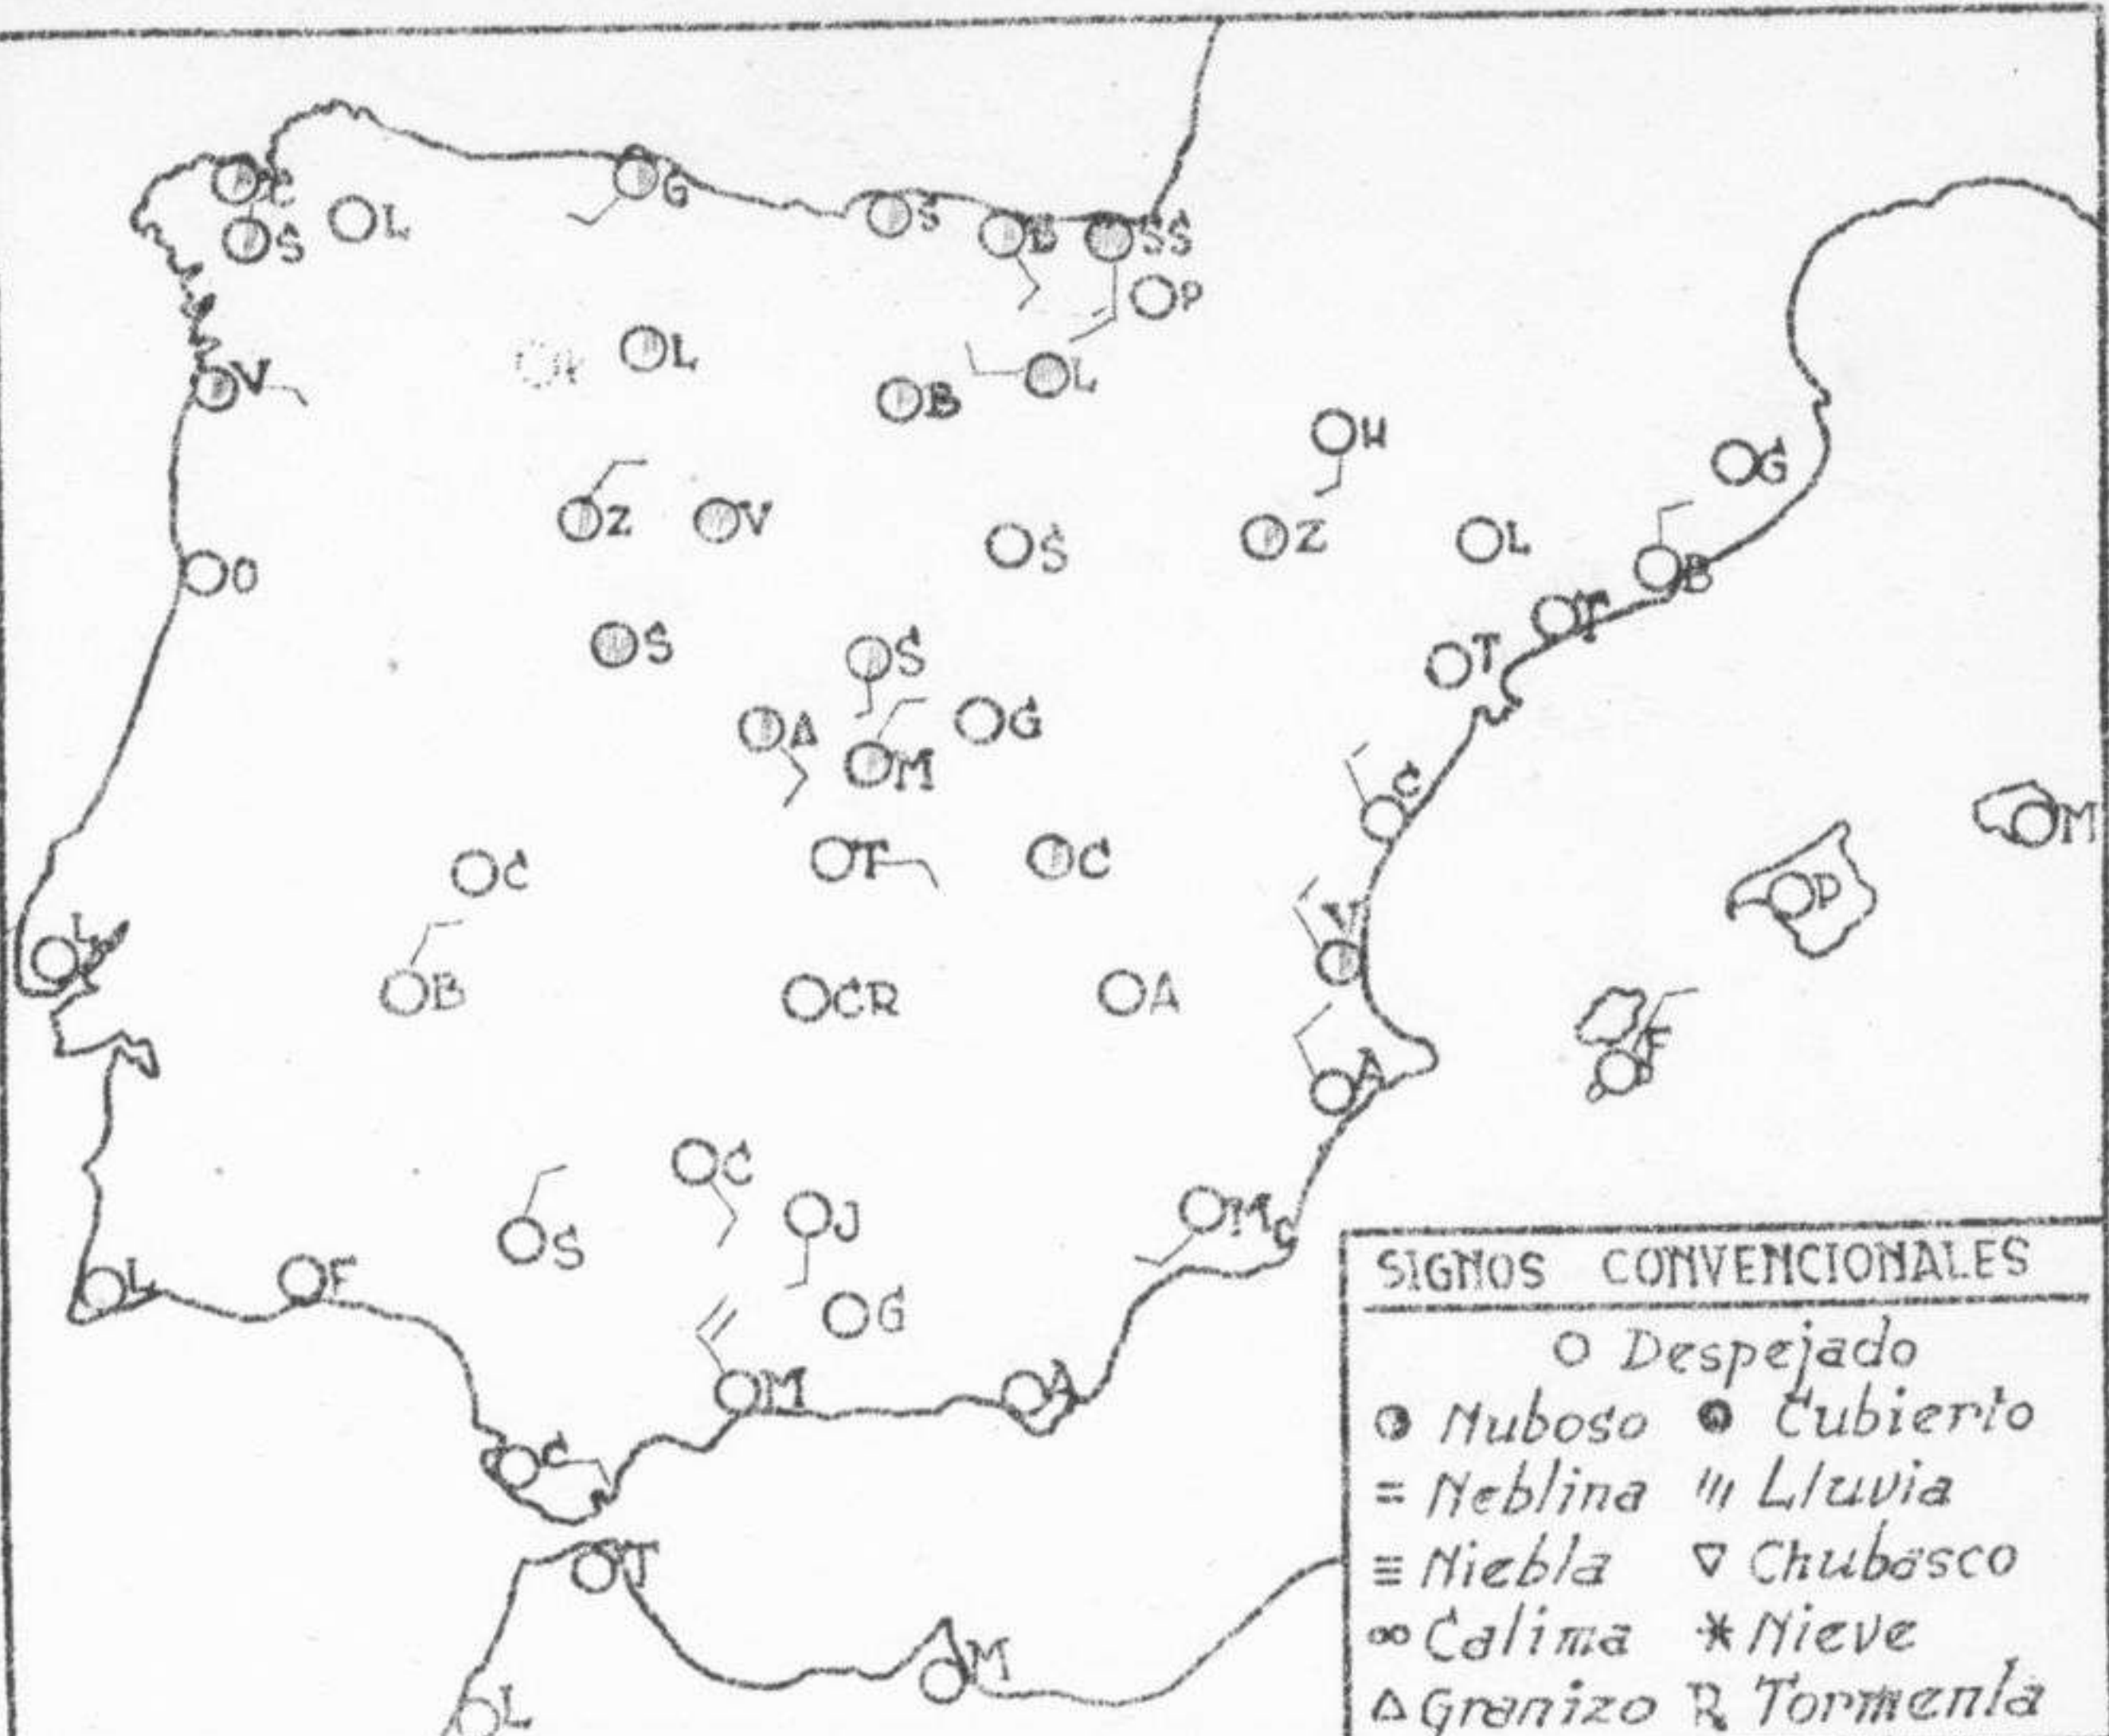 C
G
S
L
S
B
SS
P
L
V
B
L
H
G
Z
V
S
Z
L
B
O
T
S
S
T
G
A
M
C
M
C
T
C
P
L
V
B
CR
A
F
A
C
J
M C
S
L
F
G
M
A
C
T
M
L
SIGNOS CONVENCIONALES
O Despejado
Nuboso Cubierto
= Neblina /// Lluvia
≡ Niebla ▽ Chubasco
∞ Calima * Nieve
Δ Granizo R Tormenta